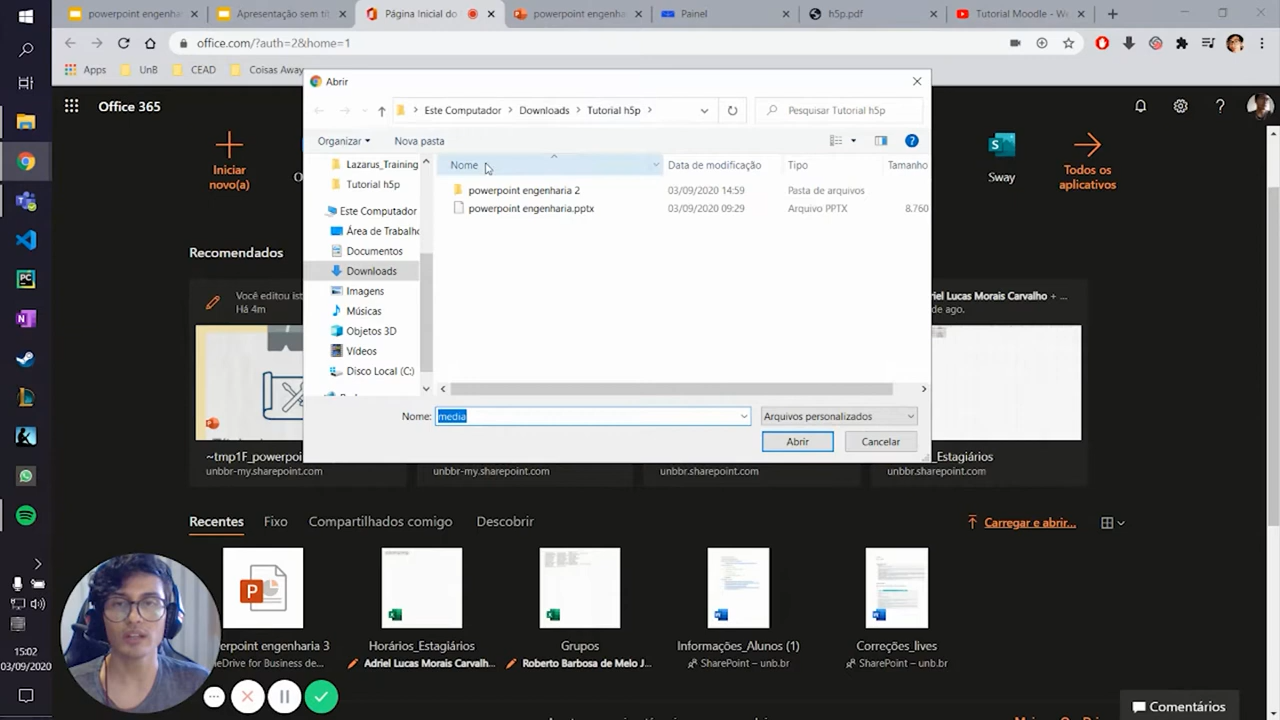 powerpoint engenha
Apresentação sem tí
Página Inicial do
powerpoint engenha
Painel
h5p.pdf
Tutorial Moodle - W
office.com/?auth=2&home=1
Apps
UnB
CEAD
Coisas Away
Office 365
Abrir
Este Computador
Downloads
Tutorial h5p
Pesquisar Tutorial h5p
Organizar
Nova pasta
Nome
Data de modificação
Tipo
Tamanho
Lazarus_Training
Tutorial h5p
Este Computador
Área de Trabalho
Documentos
Downloads
Imagens
Músicas
Objetos 3D
Vídeos
Disco Local (C:)
powerpoint engenharia 2
03/09/2020 14:59
Pasta de arquivos
powerpoint engenharia.pptx
03/09/2020 09:29
Arquivo PPTX
8.760
Nome:
media
Arquivos personalizados
Abrir
Cancelar
Iniciar
novo(a)
Sway
Todos os
aplicativos
Recomendados
Você editou ist
Há 4m
riel Lucas Morais Carvalho + ...
de ago.
~tmp1F_powerpoi
unbbr-my.sharepoint.com
unbbr-my.sharepoint.com
unbbr.sharepoint.com
_Estagiários
unbbr.sharepoint.com
Recentes
Fixo
Compartilhados comigo
Descobrir
Carregar e abrir...
owerpoint engenharia 3
neDrive for Business de...
Horários_Estagiários
Adriel Lucas Morais Carvalh...
Grupos
Roberto Barbosa de Melo J...
Informações_Alunos (1)
SharePoint – unb.br
Correções_lives
SharePoint – unb.br
15:02
03/09/2020
Comentários